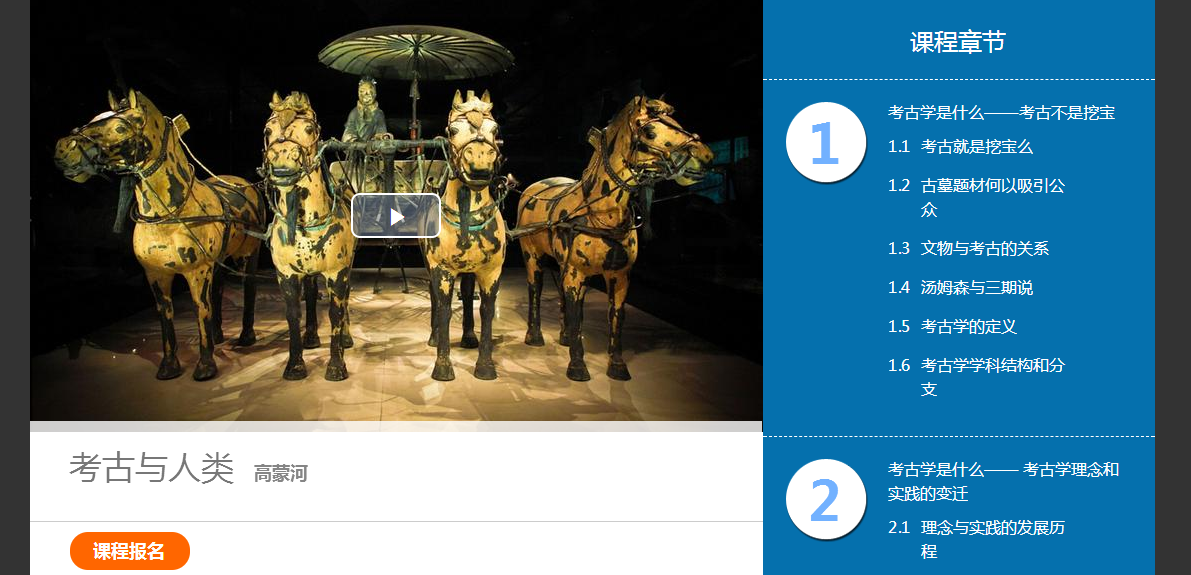 课程章节
1
考古学是什么——考古不是挖宝
1.1 考古就是挖宝么
1.2 古墓题材何以吸引公
众
1.3 文物与考古的关系
1.4 汤姆森与三期说
1.5 考古学的定义
1.6 考古学学科结构和分
支
2
考古学是什么—— 考古学理念和
实践的变迁
2.1 理念与实践的发展历
程
考古与人类 高蒙河
课程报名